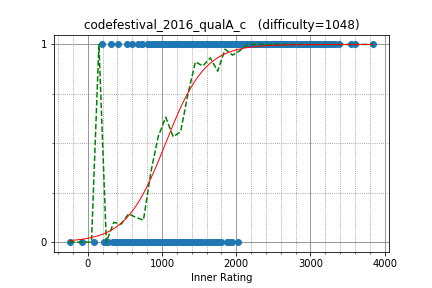 codefestival_2016_qualA_c (difficulty=1048)
1
0
0 1000 2000 3000 4000
Inner Rating